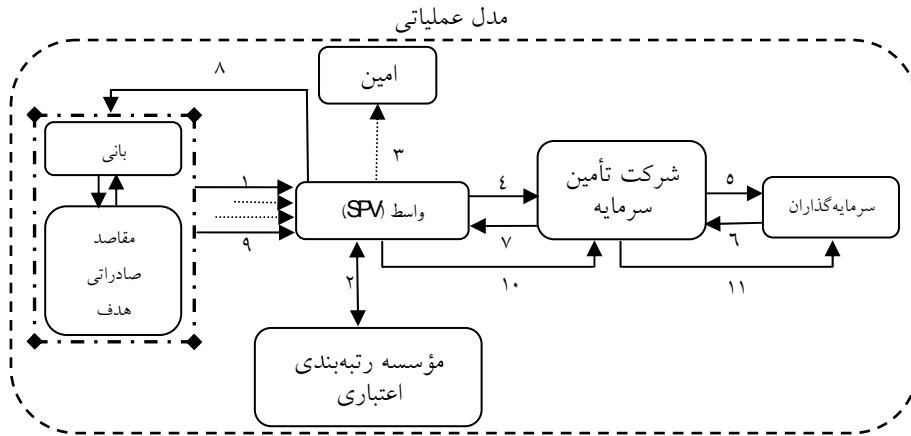 مدل عملیاتی
امین
۸
بانی
۳
۱
واسط (SPV)
۴
شرکت تأمین
سرمایه
۵
سرمایه‌گذاران
۶
۷
۹
مقاصد
صادراتی
هدف
۲
۱۰
۱۱
مؤسسه رتبه‌بندی
اعتباری